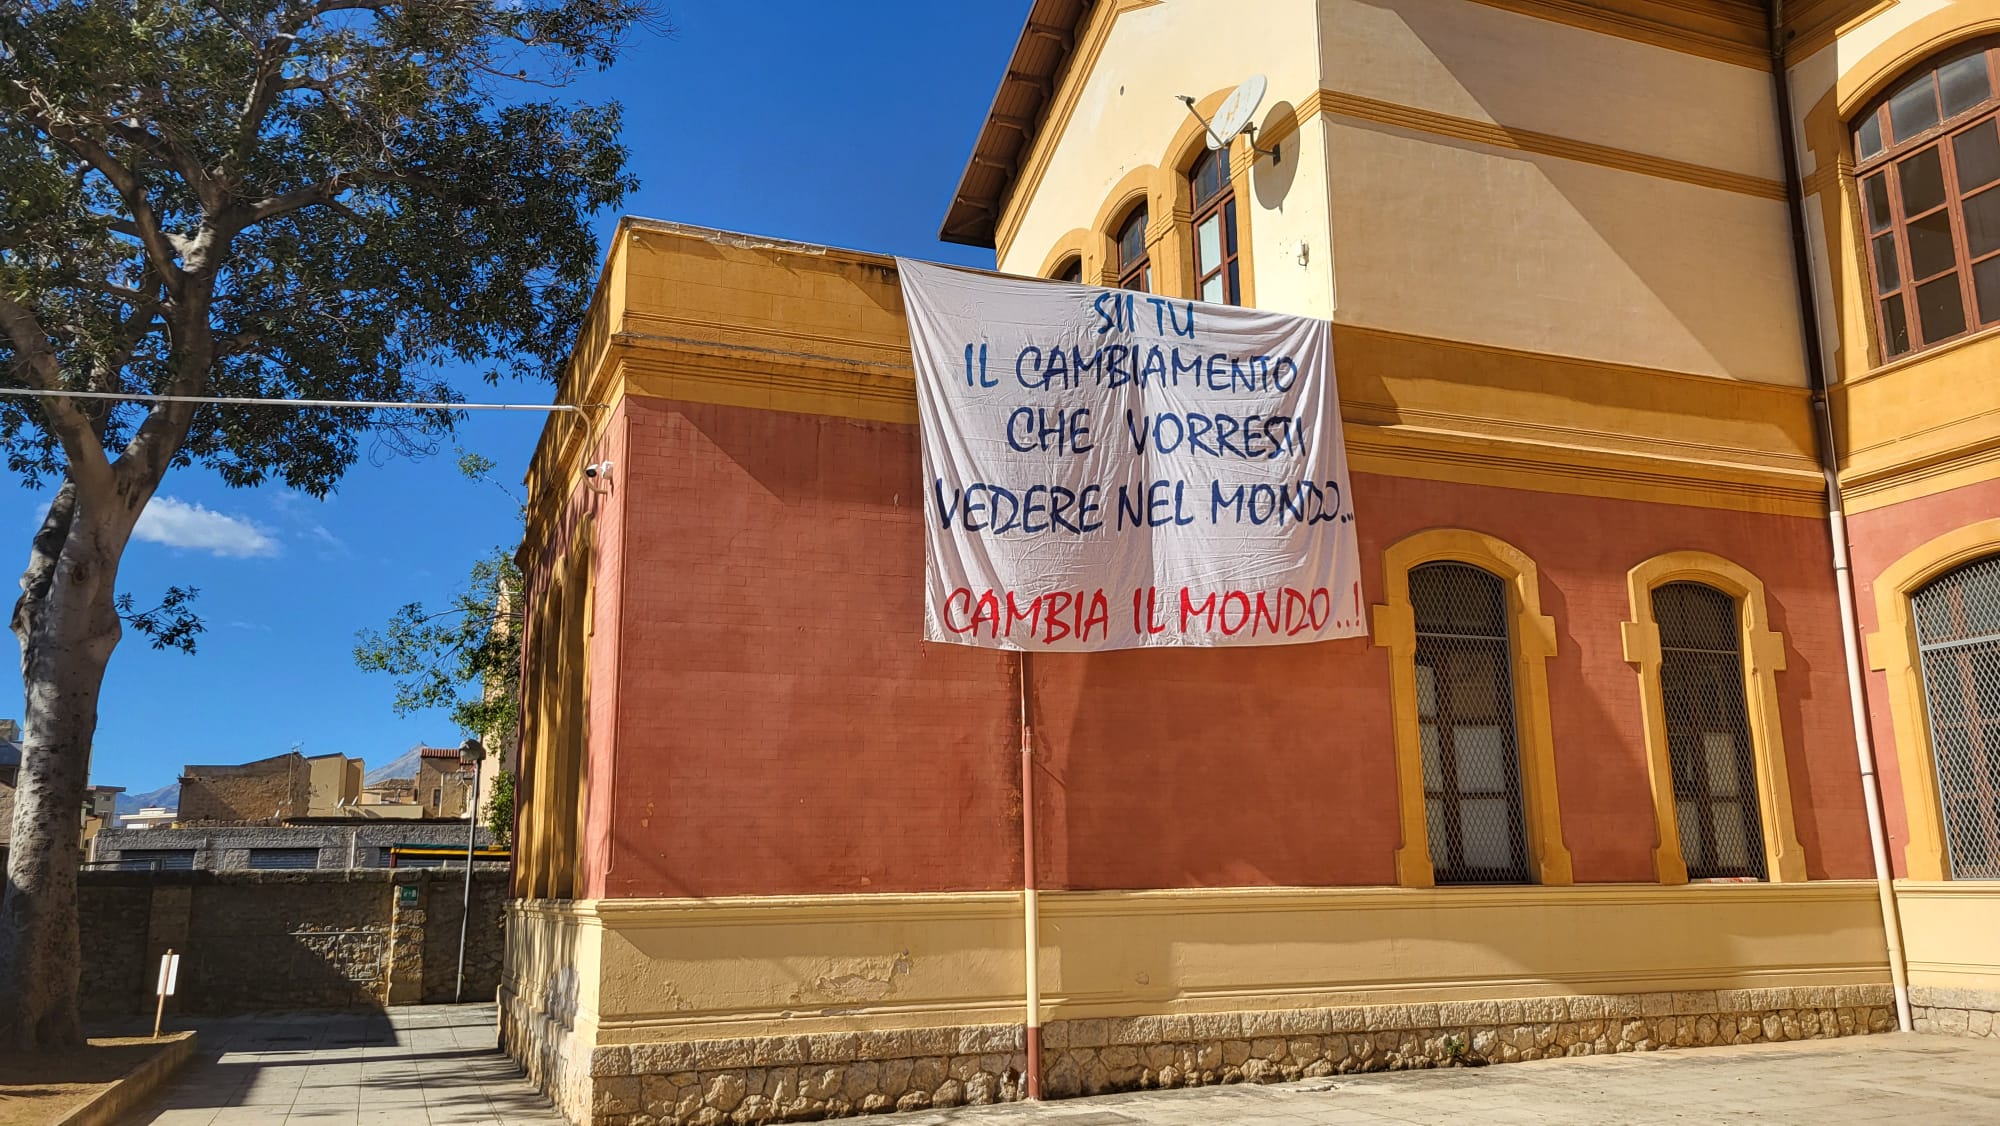 SII TU
IL CAMBIAMENTO
CHE VORRESTI
VEDERE NEL MONDO...
CAMBIA IL MONDO..!